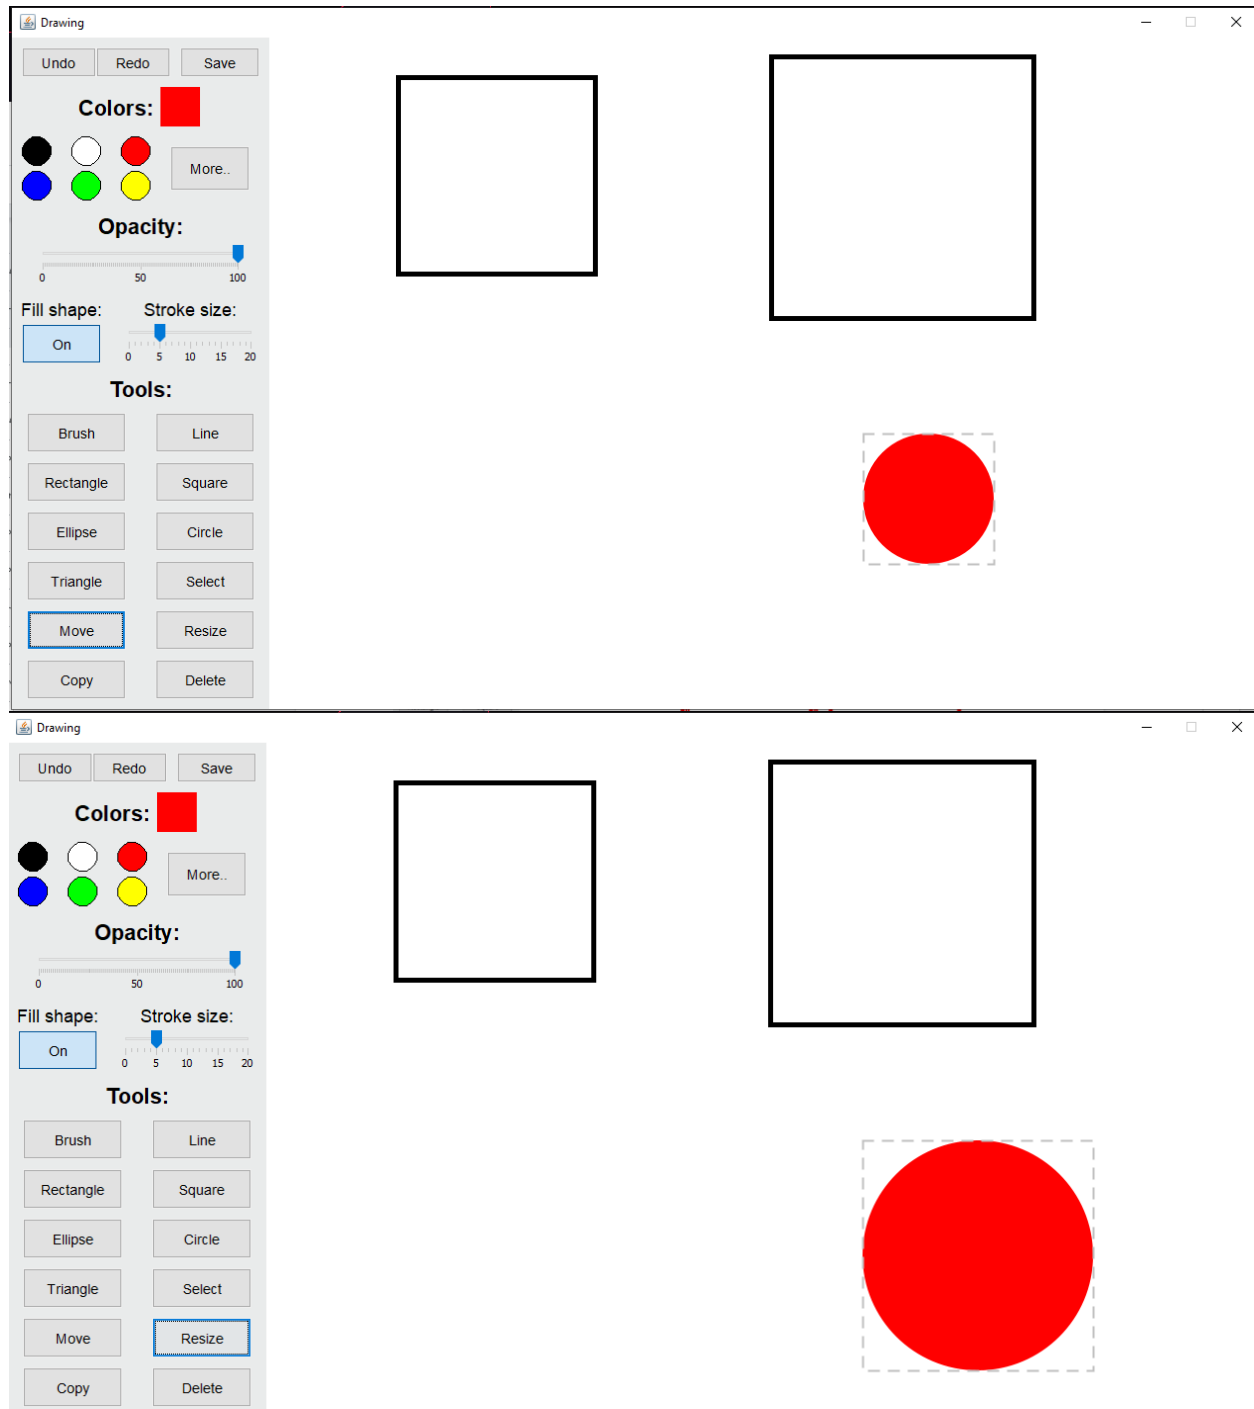 Drawing
Undo Redo Save
Colors:
More..
Opacity:
0 50 100
Fill shape: Stroke size:
On
0 5 10 15 20
Tools:
Brush Line
Rectangle Square
Ellipse Circle
Triangle Select
Move Resize
Copy Delete
Drawing
Undo Redo Save
Colors:
More..
Opacity:
0 50 100
Fill shape: Stroke size:
On
0 5 10 15 20
Tools:
Brush Line
Rectangle Square
Ellipse Circle
Triangle Select
Move Resize
Copy Delete